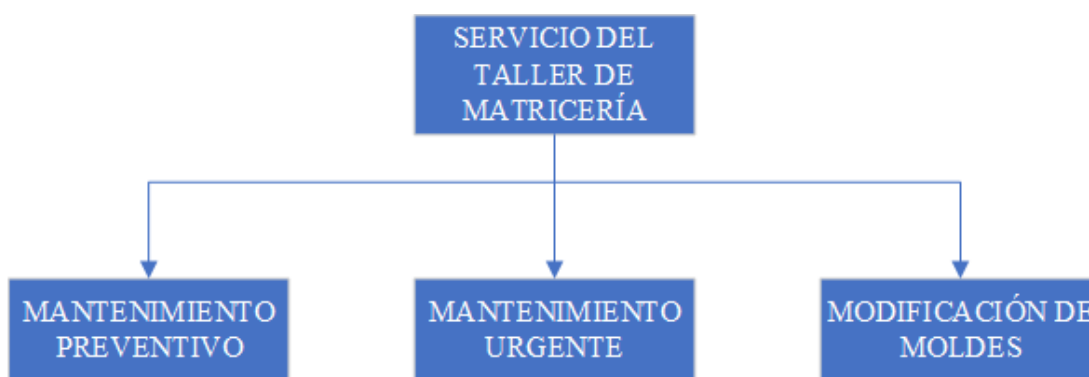 SERVICIO DEL
TALLER DE
MATRICERÍA
MANTENIMIENTO
PREVENTIVO
MANTENIMIENTO
URGENTE
MODIFICACIÓN DE
MOLDES